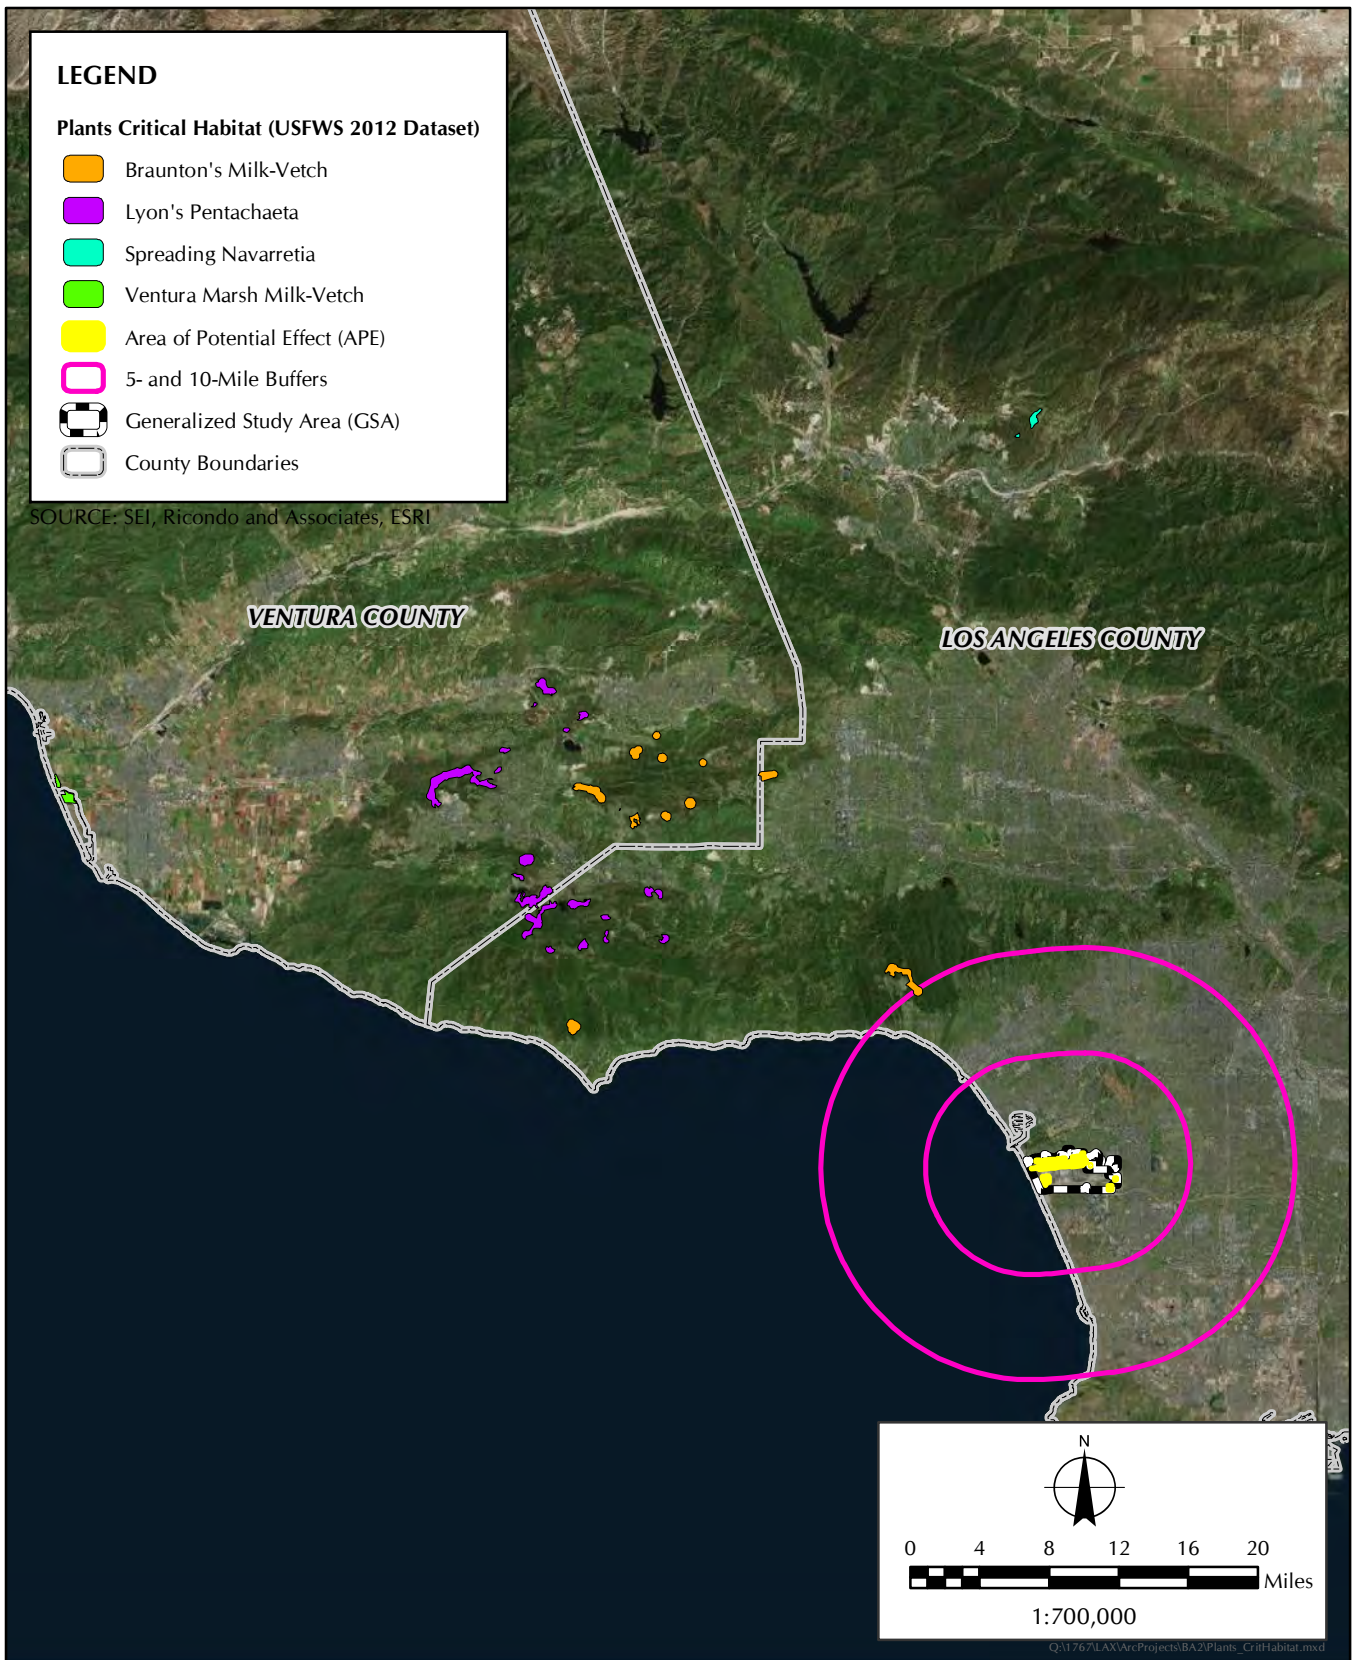 LEGEND
Plants Critical Habitat (USFWS 2012 Dataset)
Braunton's Milk-Vetch
Lyon's Pentachaeta
Spreading Navarretia
Ventura Marsh Milk-Vetch
Area of Potential Effect (APE)
5- and 10-Mile Buffers
Generalized Study Area (GSA)
County Boundaries
SOURCE: SEI, Ricondo and Associates, ESRI
VENTURA COUNTY
LOS ANGELES COUNTY
N
0 4 8 12 16 20
Miles
1:700,000
Q:\1767\LAX\ArcProjects\BA2\Plants_CritHabitat.mxd